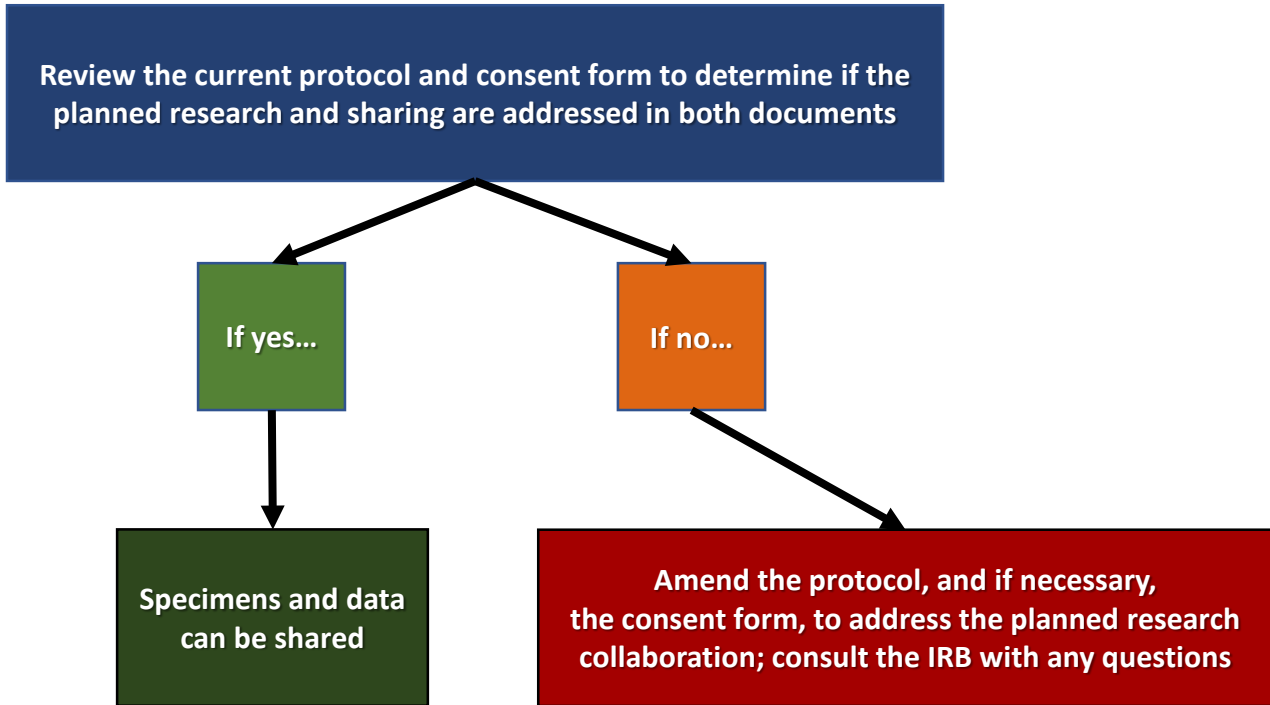 Review the current protocol and consent form to determine if the
planned research and sharing are addressed in both documents
If yes…
If no…
Specimens and data
can be shared
Amend the protocol, and if necessary,
the consent form, to address the planned research
collaboration; consult the IRB with any questions